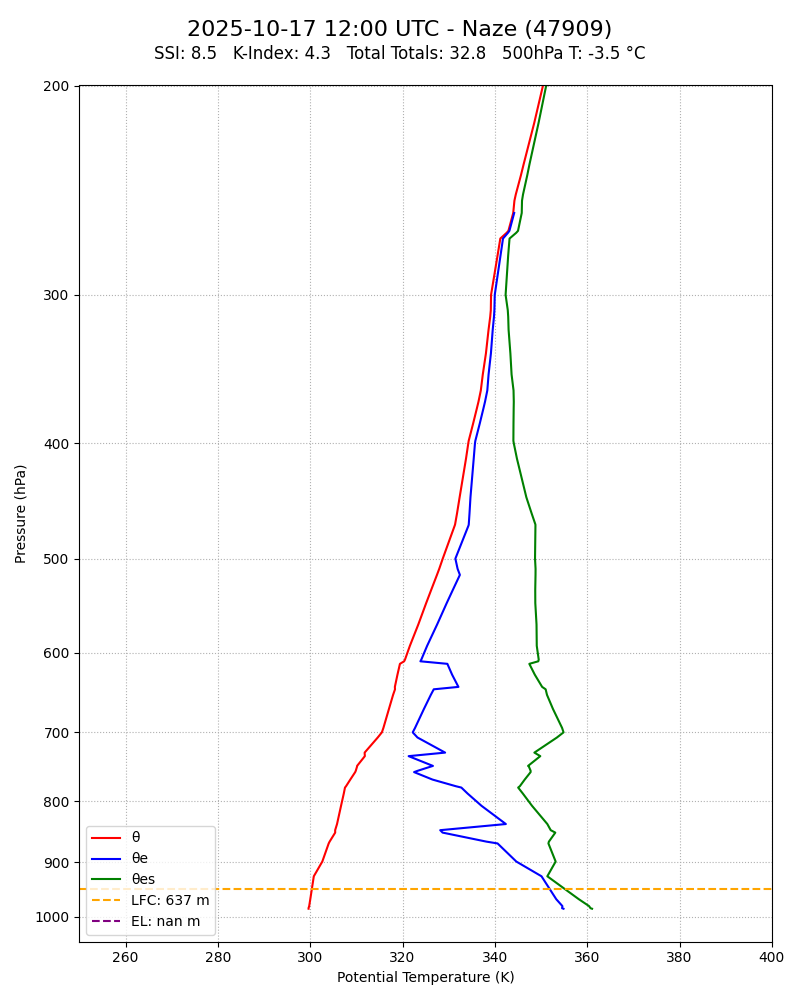 2025-10-17 12:00 UTC - Naze (47909)
SSI: 8.5   K-Index: 4.3   Total Totals: 32.8   500hPa T: -3.5 °C
200
300
400
500
600
700
800
900
1000
Pressure (hPa)
θ
θe
θes
LFC: 637 m
EL: nan m
260 280 300 320 340 360 380 400
Potential Temperature (K)